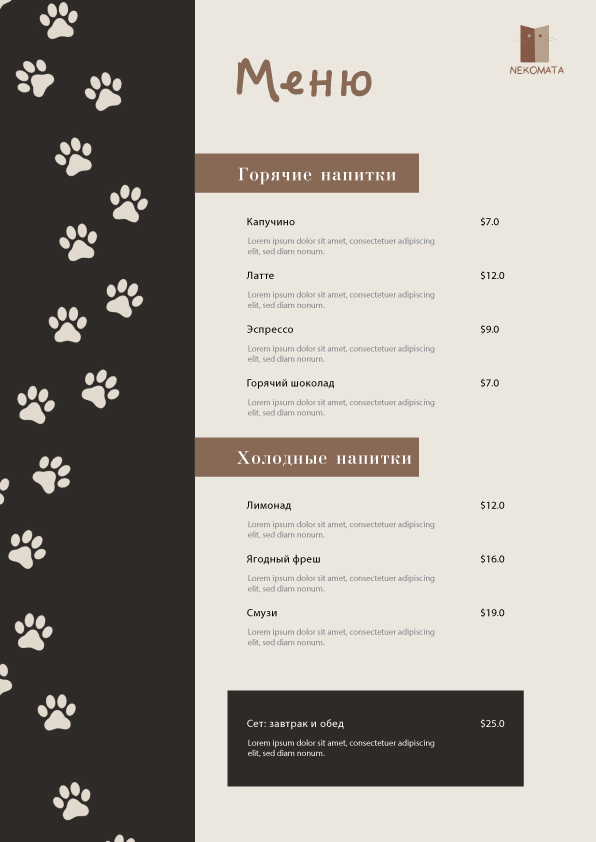 NEKOMATA
Меню
Горячие напитки
Капучино $7.0
Lorem ipsum dolor sit amet, consectetuer adipiscing
elit, sed diam nonum.
Латте $12.0
Lorem ipsum dolor sit amet, consectetuer adipiscing
elit, sed diam nonum.
Эспрессо $9.0
Lorem ipsum dolor sit amet, consectetuer adipiscing
elit, sed diam nonum.
Горячий шоколад $7.0
Lorem ipsum dolor sit amet, consectetuer adipiscing
elit, sed diam nonum.
Холодные напитки
Лимонад $12.0
Lorem ipsum dolor sit amet, consectetuer adipiscing
elit, sed diam nonum.
Ягодный фреш $16.0
Lorem ipsum dolor sit amet, consectetuer adipiscing
elit, sed diam nonum.
Смузи $19.0
Lorem ipsum dolor sit amet, consectetuer adipiscing
elit, sed diam nonum.
Сет: завтрак и обед $25.0
Lorem ipsum dolor sit amet, consectetuer adipiscing
elit, sed diam nonum.